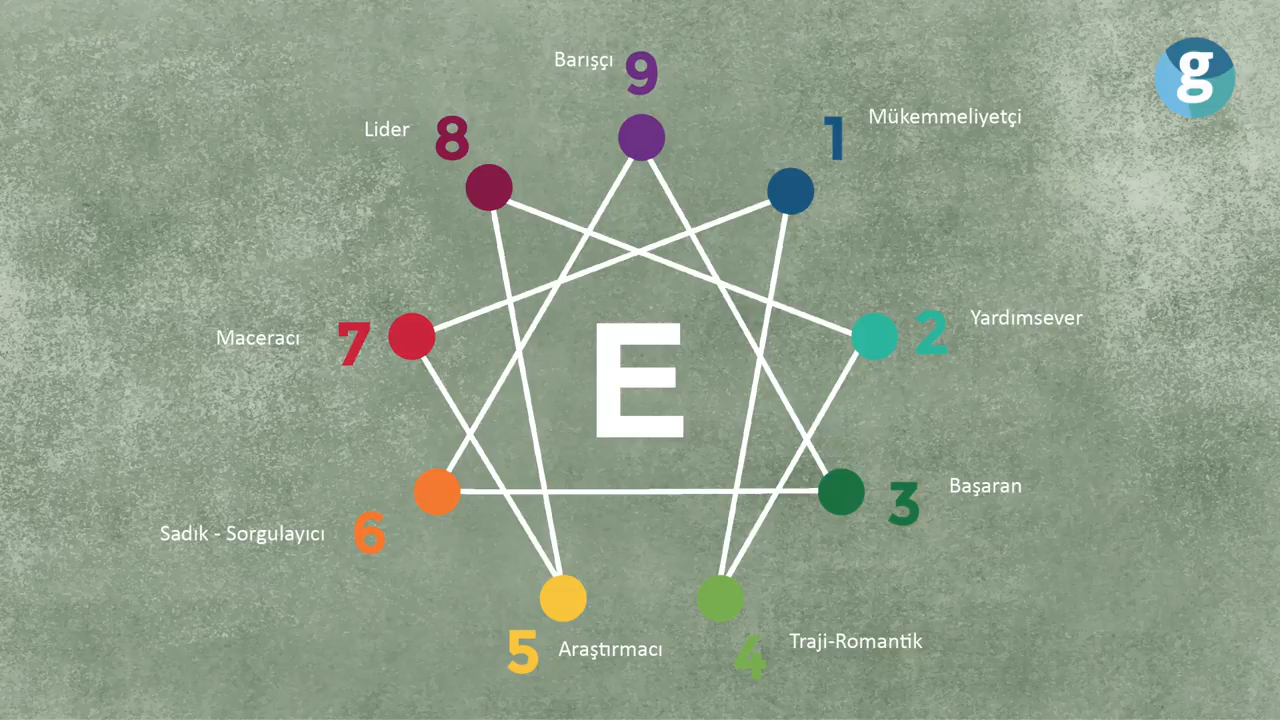 Barışçı 9
g
Lider 8
1 Mükemmeliyetçi
2 Yardımsever
Maceracı 7
E
3 Başaran
Sadık - Sorgulayıcı 6
5 Araştırmacı
4 Traji-Romantik